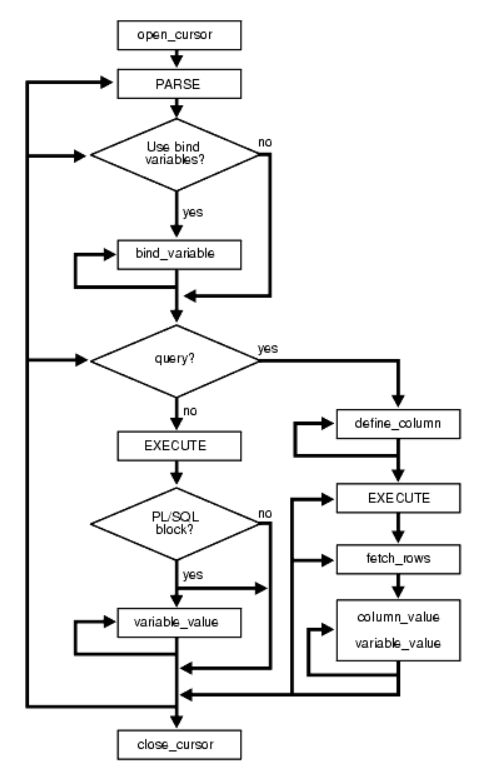 open_cursor
PARSE
Use bind
variables?
no
yes
bind_variable
query?
yes
no
define_column
EXECUTE
EXECUTE
PL/SQL
block?
no
fetch_rows
yes
column_value
variable_value
variable_value
close_cursor